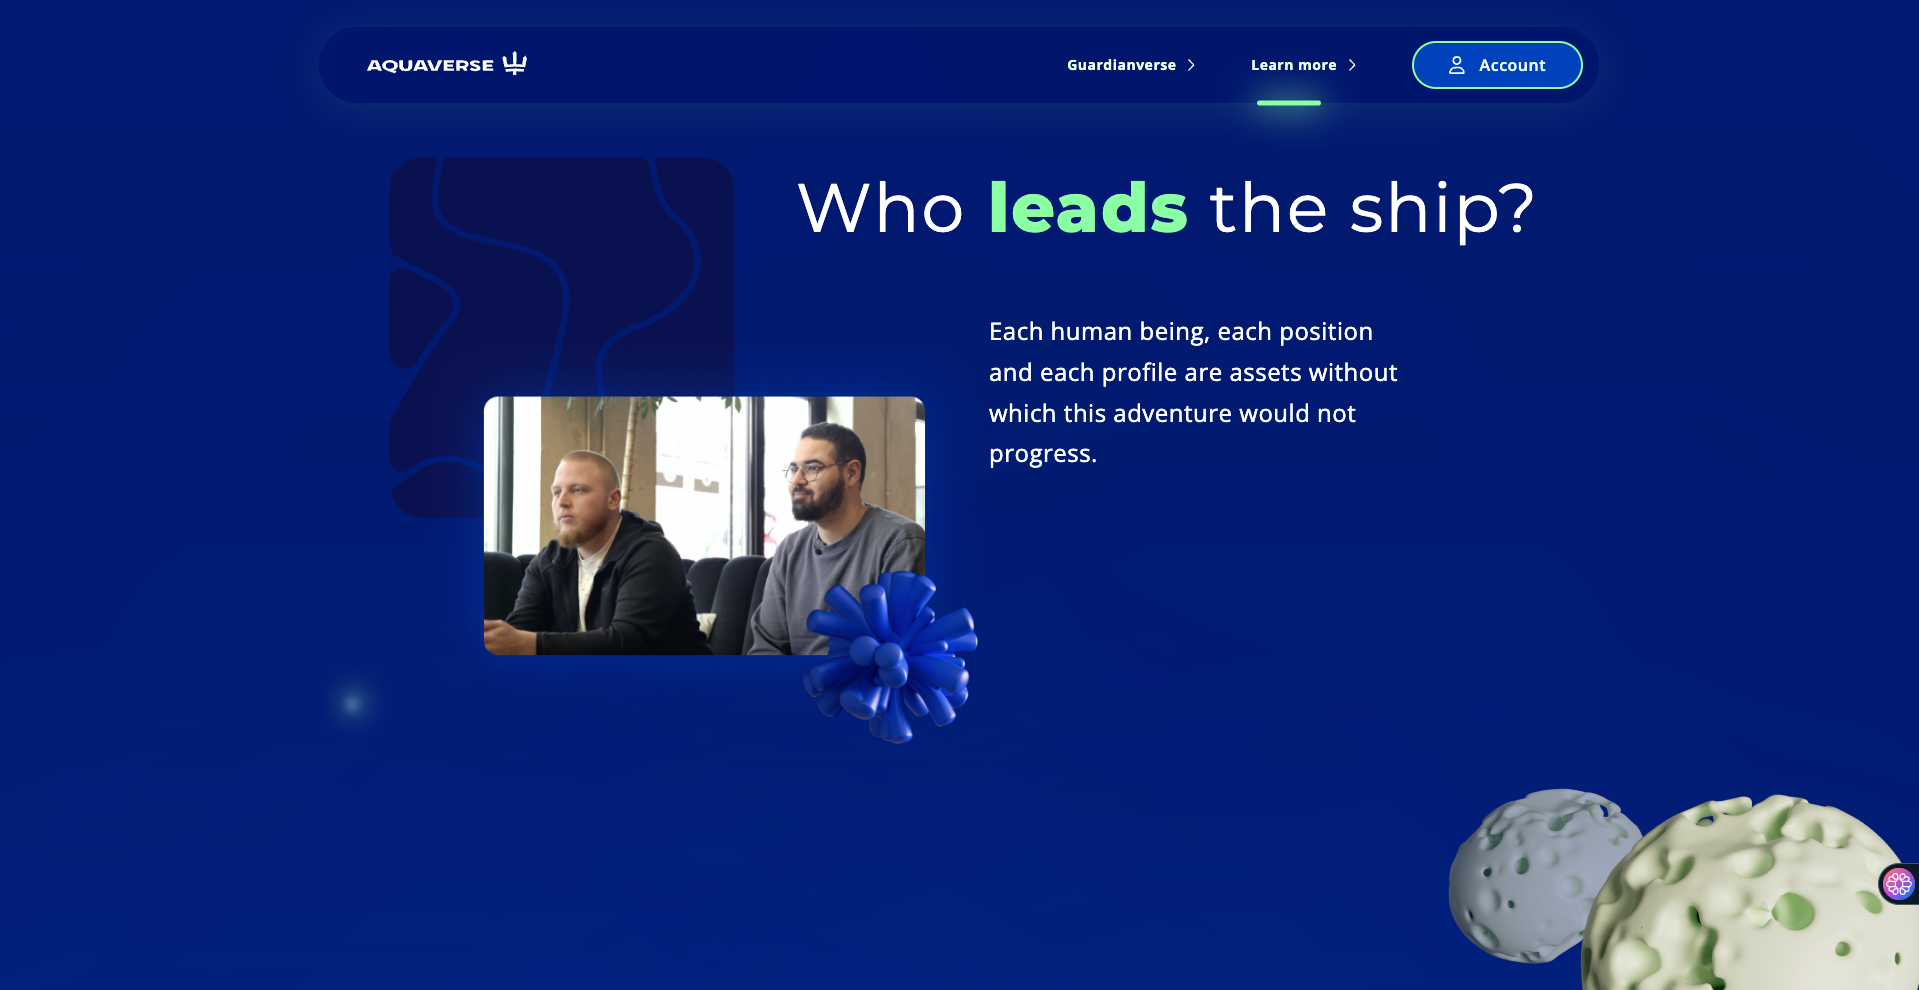 AQUAVERSE
Guardianverse
Learn more
Account
Who leads the ship?
Each human being, each position
and each profile are assets without
which this adventure would not
progress.